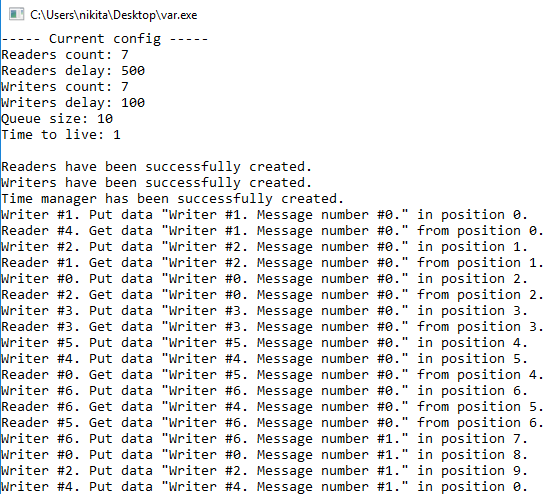 C:\Users\nikita\Desktop\var.exe
----- Current config -----
Readers count: 7
Readers delay: 500
Writers count: 7
Writers delay: 100
Queue size: 10
Time to live: 1
Readers have been successfully created.
Writers have been successfully created.
Time manager has been successfully created.
Writer #1. Put data "Writer #1. Message number #0." in position 0.
Reader #4. Get data "Writer #1. Message number #0." from position 0.
Writer #2. Put data "Writer #2. Message number #0." in position 1.
Reader #1. Get data "Writer #2. Message number #0." from position 1.
Writer #0. Put data "Writer #0. Message number #0." in position 2.
Reader #2. Get data "Writer #0. Message number #0." from position 2.
Writer #3. Put data "Writer #3. Message number #0." in position 3.
Reader #3. Get data "Writer #3. Message number #0." from position 3.
Writer #5. Put data "Writer #5. Message number #0." in position 4.
Writer #4. Put data "Writer #4. Message number #0." in position 5.
Reader #0. Get data "Writer #5. Message number #0." from position 4.
Writer #6. Put data "Writer #6. Message number #0." in position 6.
Reader #6. Get data "Writer #4. Message number #0." from position 5.
Reader #5. Get data "Writer #6. Message number #0." from position 6.
Writer #6. Put data "Writer #6. Message number #1." in position 7.
Writer #0. Put data "Writer #0. Message number #1." in position 8.
Writer #2. Put data "Writer #2. Message number #1." in position 9.
Writer #4. Put data "Writer #4. Message number #1." in position 0.